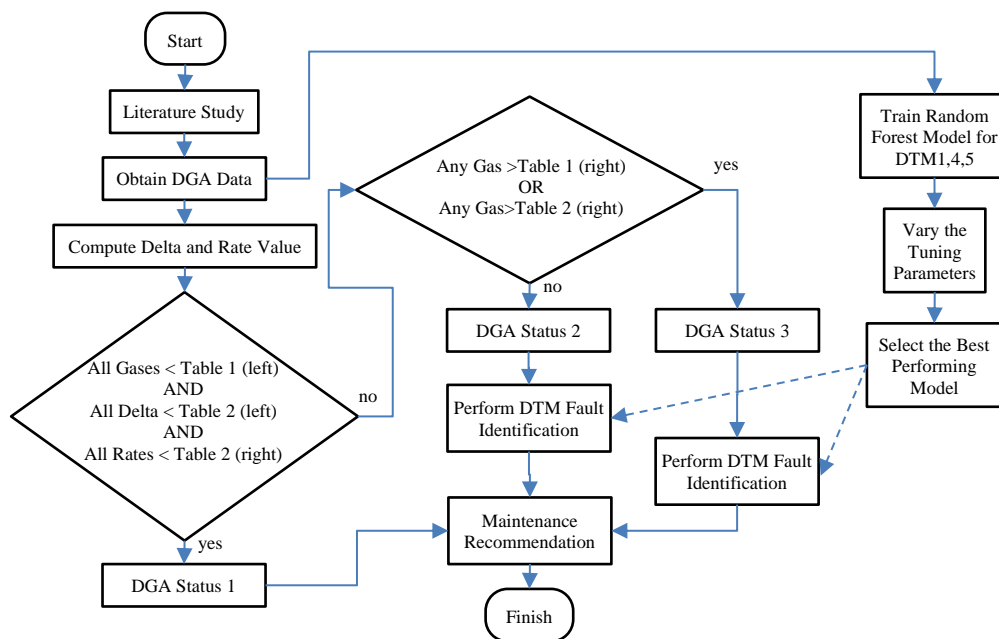 Start
Literature Study
Obtain DGA Data
Compute Delta and Rate Value
All Gases < Table 1 (left)
AND
All Delta < Table 2 (left)
AND
All Rates < Table 2 (right)
no
yes
DGA Status 1
Any Gas >Table 1 (right)
OR
Any Gas>Table 2 (right)
yes
no
DGA Status 2
DGA Status 3
Perform DTM Fault
Identification
Perform DTM Fault
Identification
Maintenance
Recommendation
Finish
Train Random
Forest Model for
DTM1,4,5
Vary the
Tuning
Parameters
Select the Best
Performing
Model